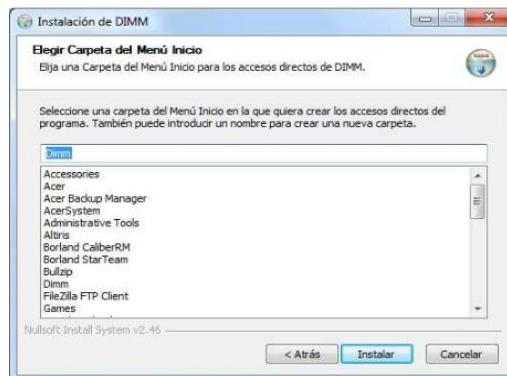 Instalación de DIMM
Elegir Carpeta del Menú Inicio
Elija una Carpeta del Menú Inicio para los accesos directos de DIMM.
Seleccione una carpeta del Menú Inicio en la que quiera crear los accesos directos del
programa. También puede introducir un nombre para crear una nueva carpeta.
Dimm
Accessories
Acer
Acer Backup Manager
AcerSystem
Administrative Tools
Altiris
Borland CaliberRM
Borland StarTeam
Bullzip
Dimm
FileZilla FTP Client
Games
Nullsoft Install System v2.46
< Atrás
Instalar
Cancelar